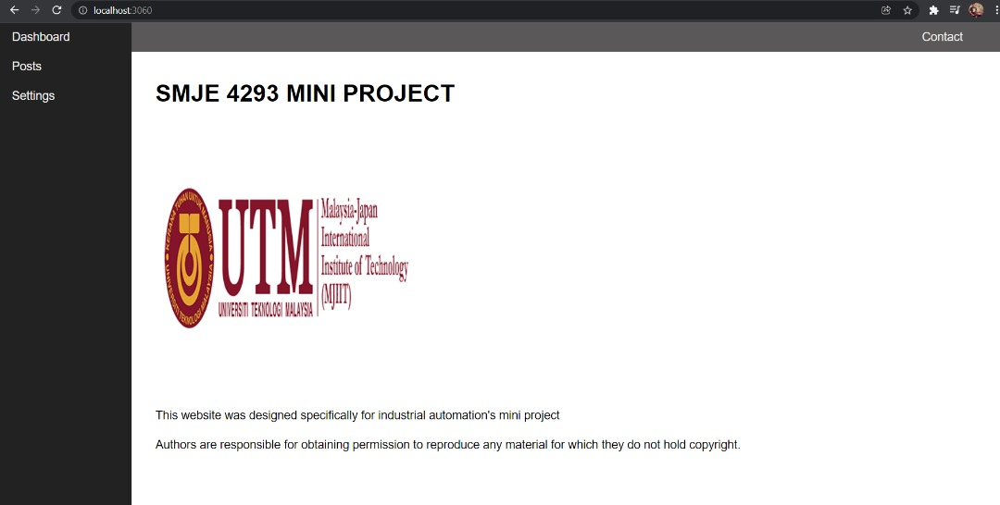 localhost:3060
Dashboard
Posts
Settings
Contact
SMJE 4293 MINI PROJECT
KERANA TUHAN UNTUK MANUSIA
UNIVERSITI TEKNOLOGI MALAYSIA
UTM
UNIVERSITI TEKNOLOGI MALAYSIA
Malaysia-Japan
International
Institute of Technology
(MJIIT)
This website was designed specifically for industrial automation's mini project
Authors are responsible for obtaining permission to reproduce any material for which they do not hold copyright.